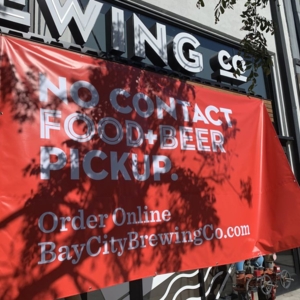 EWING CO
NO CONTACT
FOOD+BEER
PICKUP.
Order Online
BayCityBrewingCo.com